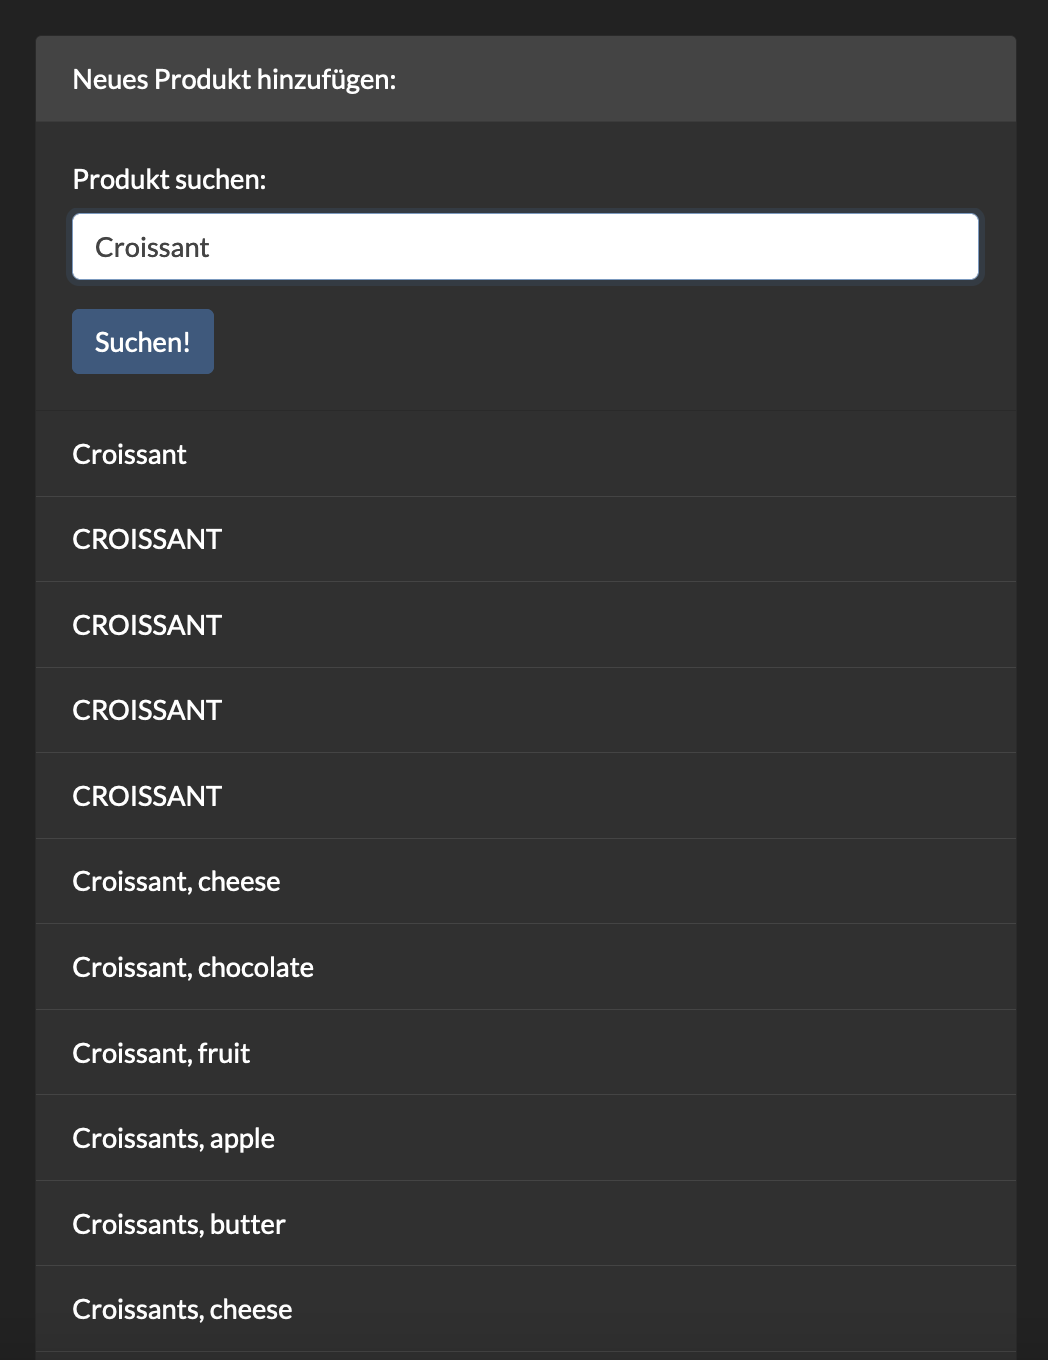 Neues Produkt hinzufügen:
Produkt suchen:
Croissant
Suchen!
Croissant
CROISSANT
CROISSANT
CROISSANT
CROISSANT
Croissant, cheese
Croissant, chocolate
Croissant, fruit
Croissants, apple
Croissants, butter
Croissants, cheese